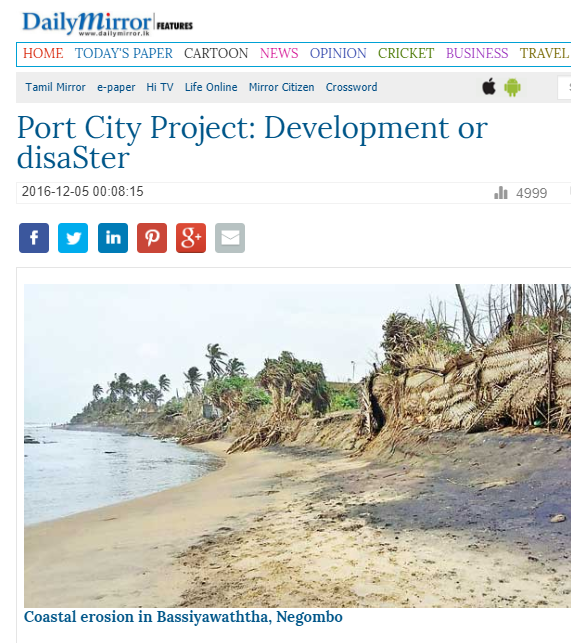 DailyMirror FEATURES
www.dailymirror.lk
HOME TODAY'S PAPER CARTOON NEWS OPINION CRICKET BUSINESS TRAVEL
Tamil Mirror e-paper Hi TV Life Online Mirror Citizen Crossword
Port City Project: Development or
disaSter
2016-12-05 00:08:15 4999
Coastal erosion in Bassiyawaththa, Negombo